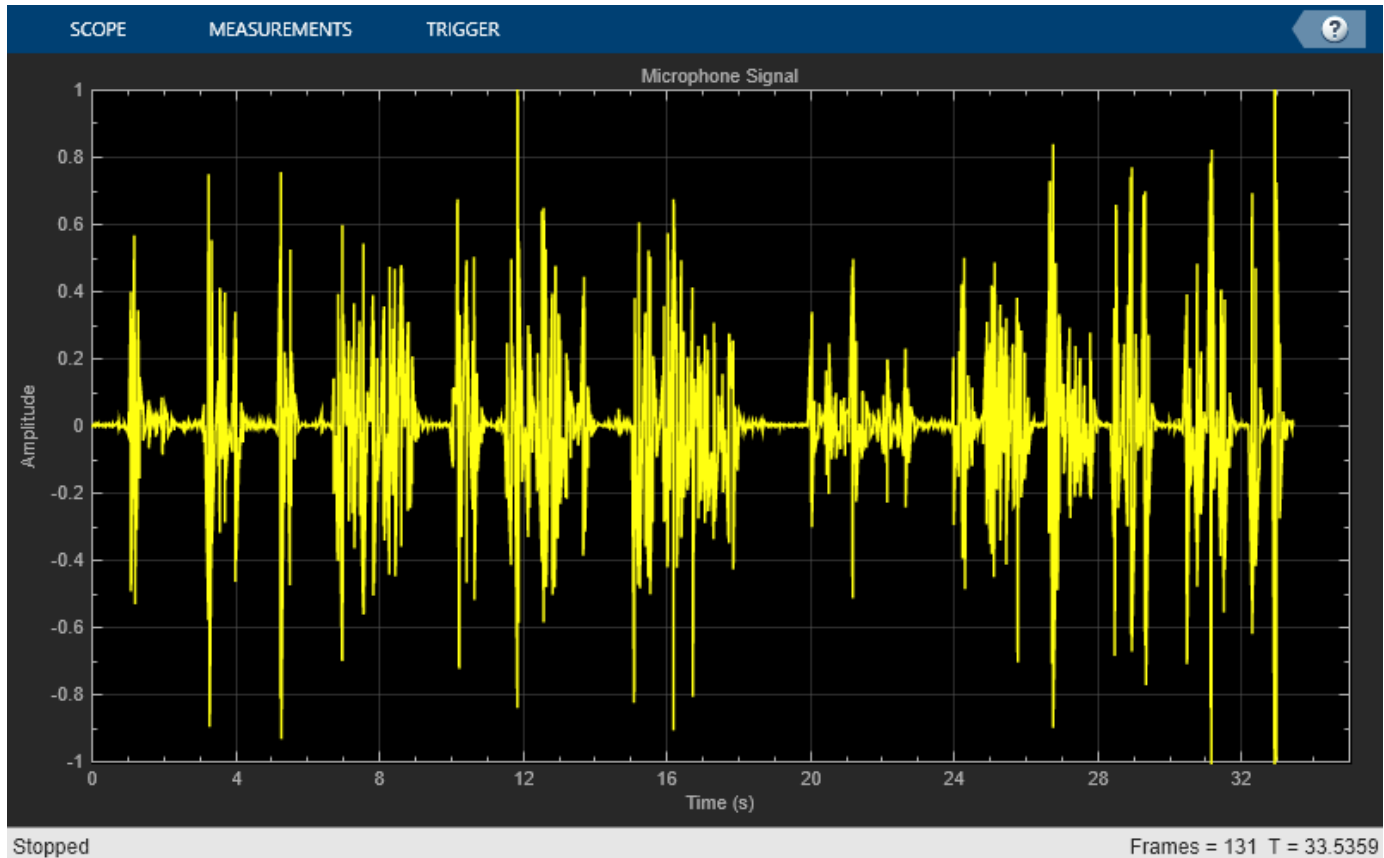 SCOPE MEASUREMENTS TRIGGER ?
Microphone Signal
1
0.8
0.6
0.4
0.2
0
-0.2
-0.4
-0.6
-0.8
-1
Amplitude
0 4 8 12 16 20 24 28 32
Time (s)
Stopped Frames = 131 T = 33.5359